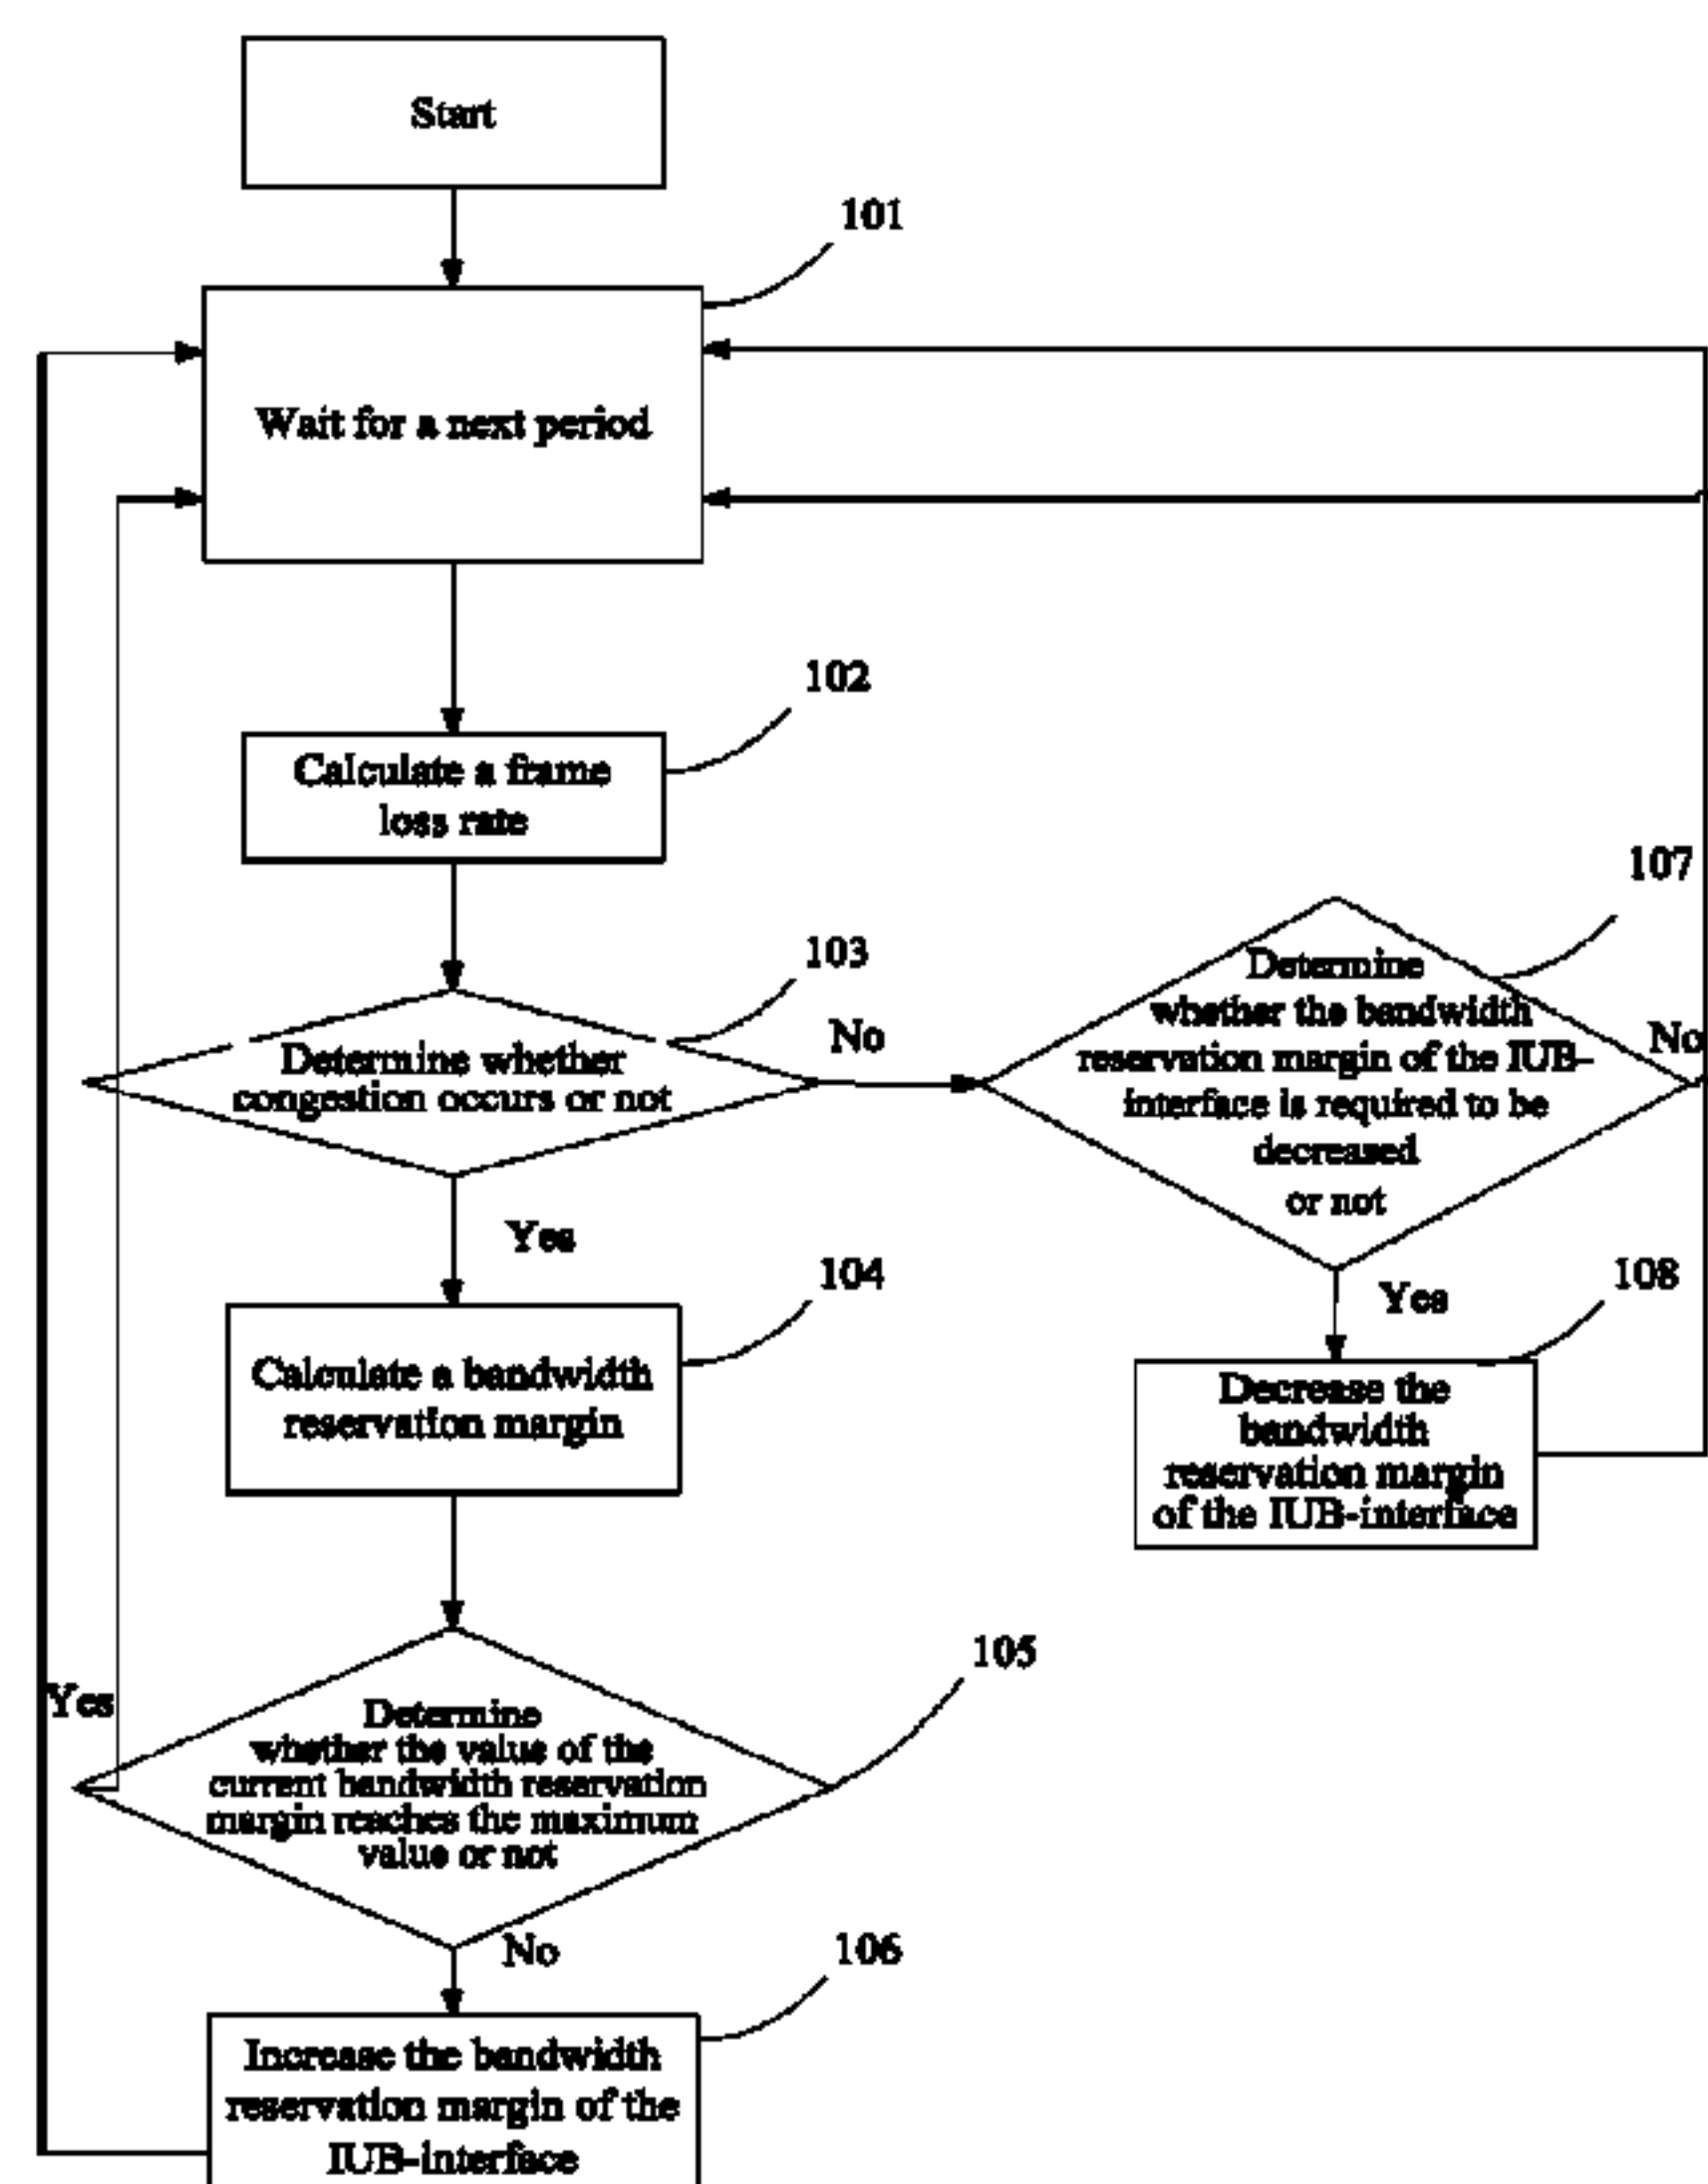 Start
101
Wait for a next period
102
Calculate a frame
loss rate
103
Determine whether
congestion occurs or not
No
107
Determine
whether the bandwidth
reservation margin of the IUB-
interface is required to be
decreased
or not
No
Yes
104
Calculate a bandwidth
reservation margin
Yes
108
Decrease the
bandwidth
reservation margin
of the IUB-interface
105
Yes
Determine
whether the value of the
current bandwidth reservation
margin reaches the maximum
value or not
No
106
Increase the bandwidth
reservation margin of the
IUB-interface